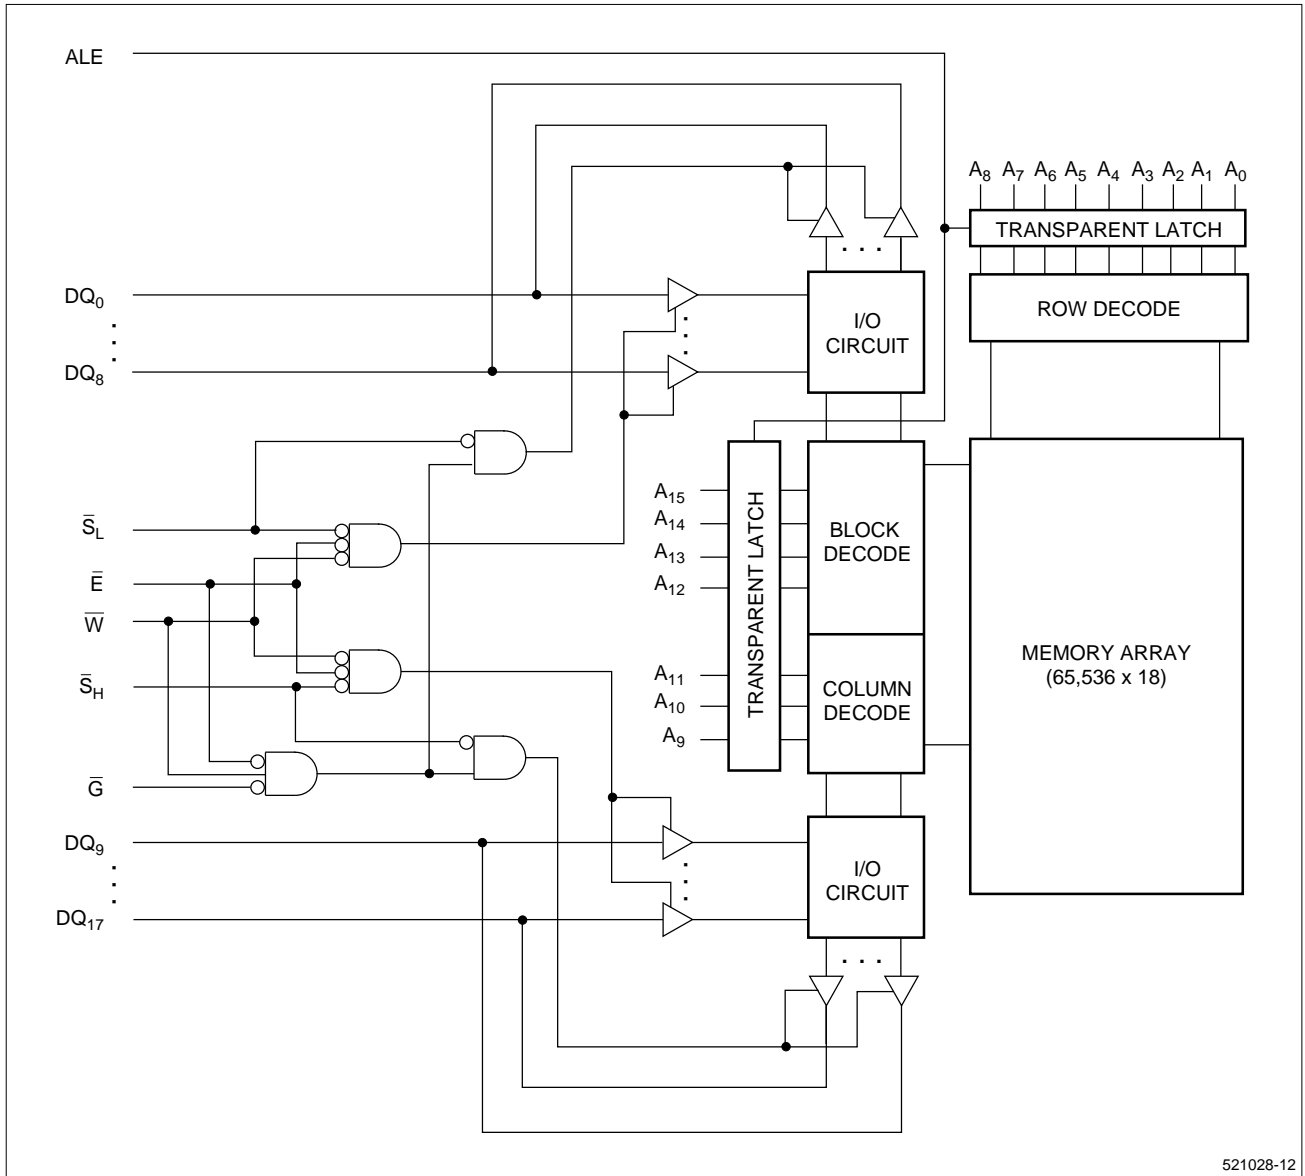 ALE
A₈ A₇ A₆ A₅ A₄ A₃ A₂ A₁ A₀
TRANSPARENT LATCH
ROW DECODE
DQ₀
DQ₈
I/O
CIRCUIT
S̅L
E̅
W̅
S̅H
G̅
A₁₅
A₁₄
A₁₃
A₁₂
A₁₁
A₁₀
A₉
TRANSPARENT LATCH
BLOCK
DECODE
COLUMN
DECODE
MEMORY ARRAY
(65,536 x 18)
DQ₉
DQ₁₇
I/O
CIRCUIT
521028-12